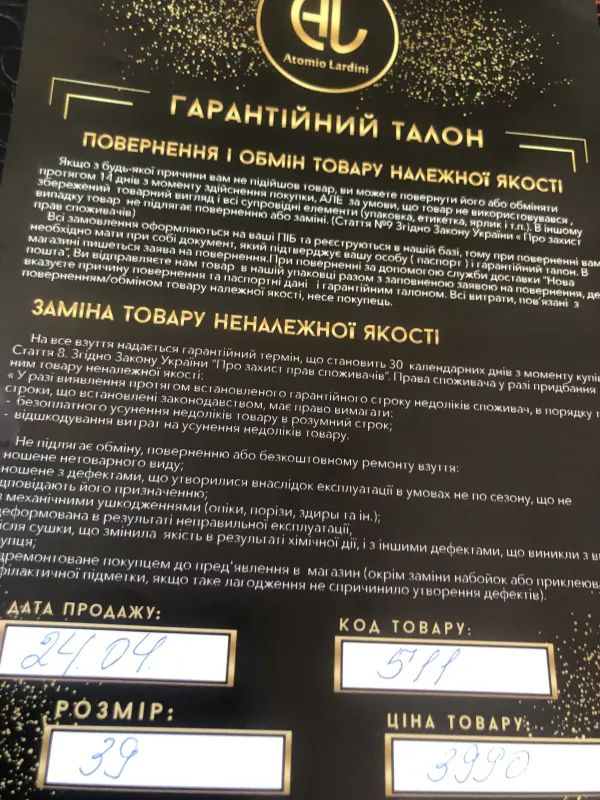 Atomio Lardini
ГАРАНТІЙНИЙ ТАЛОН
ПОВЕРНЕННЯ І ОБМІН ТОВАРУ НАЛЕЖНОЇ ЯКОСТІ
Якщо з будь-якої причини вам не підійшов товар, ви можете повернути його або обміняти
протягом 14 днів з моменту здійснення покупки, АЛЕ за умови, що товар не використовувався,
збережений товарний вигляд і всі супровідні елементи (упаковка, етикетка, ярлик і т.п.). В іншому
випадку товар не підлягає поверненню або заміні. (Стаття №9 Згідно Закону України « Про захист
прав споживачів)
Всі замовлення оформляються на ваші ПІБ та реєструються в нашій базі, тому при поверненні вам
необхідно мати при собі документ, який підтверджує вашу особу ( паспорт ) і гарантійний талон. В
магазині пишеться заява на повернення.При поверненні за допомогою служби доставки "Нова
пошта", Ви відправляєте нам товар в нашій упаковці разом з заповненою заявою на повернення, де
вказуєте причину повернення та паспортні дані і гарантійним талоном. Всі витрати, пов'язані з
поверненням/обміном товару належної якості, несе покупець.
ЗАМІНА ТОВАРУ НЕНАЛЕЖНОЇ ЯКОСТІ
На все взуття надається гарантійний термін, що становить 30 календарних днів з моменту купів
Стаття 8. Згідно Закону України "Про захист прав споживачів". Права споживача у разі придбання
ним товару неналежної якості:
« У разі виявлення протягом встановленого гарантійного строку недоліків споживач, в порядку т
строки, що встановлені законодавством, має право вимагати:
- безоплатного усунення недоліків товару в розумний строк;
- відшкодування витрат на усунення недоліків товару.
Не підлягає обміну, поверненню або безкоштовному ремонту взуття:
ношене нетоварного виду;
ношене з дефектами, що утворилися внаслідок експлуатації в умовах не по сезону, що не
ідповідають його призначенню;
з механічними ушкодженнями (опіки, порізи, здиры та ін.);
деформована в результаті неправильної експлуатації,
ісля сушки, що змінила якість в результаті хімічної дії, і з іншими дефектами, що виникли з в
упця;
дремонтоване покупцем до пред'явлення в магазин (окрім заміни набойок або приклеюва
філактичної підметки, якщо таке лагодження не спричинило утворення дефектів).
ДАТА ПРОДАЖУ:
24.04.
КОД ТОВАРУ:
511
РОЗМІР:
39
ЦІНА ТОВАРУ:
3990